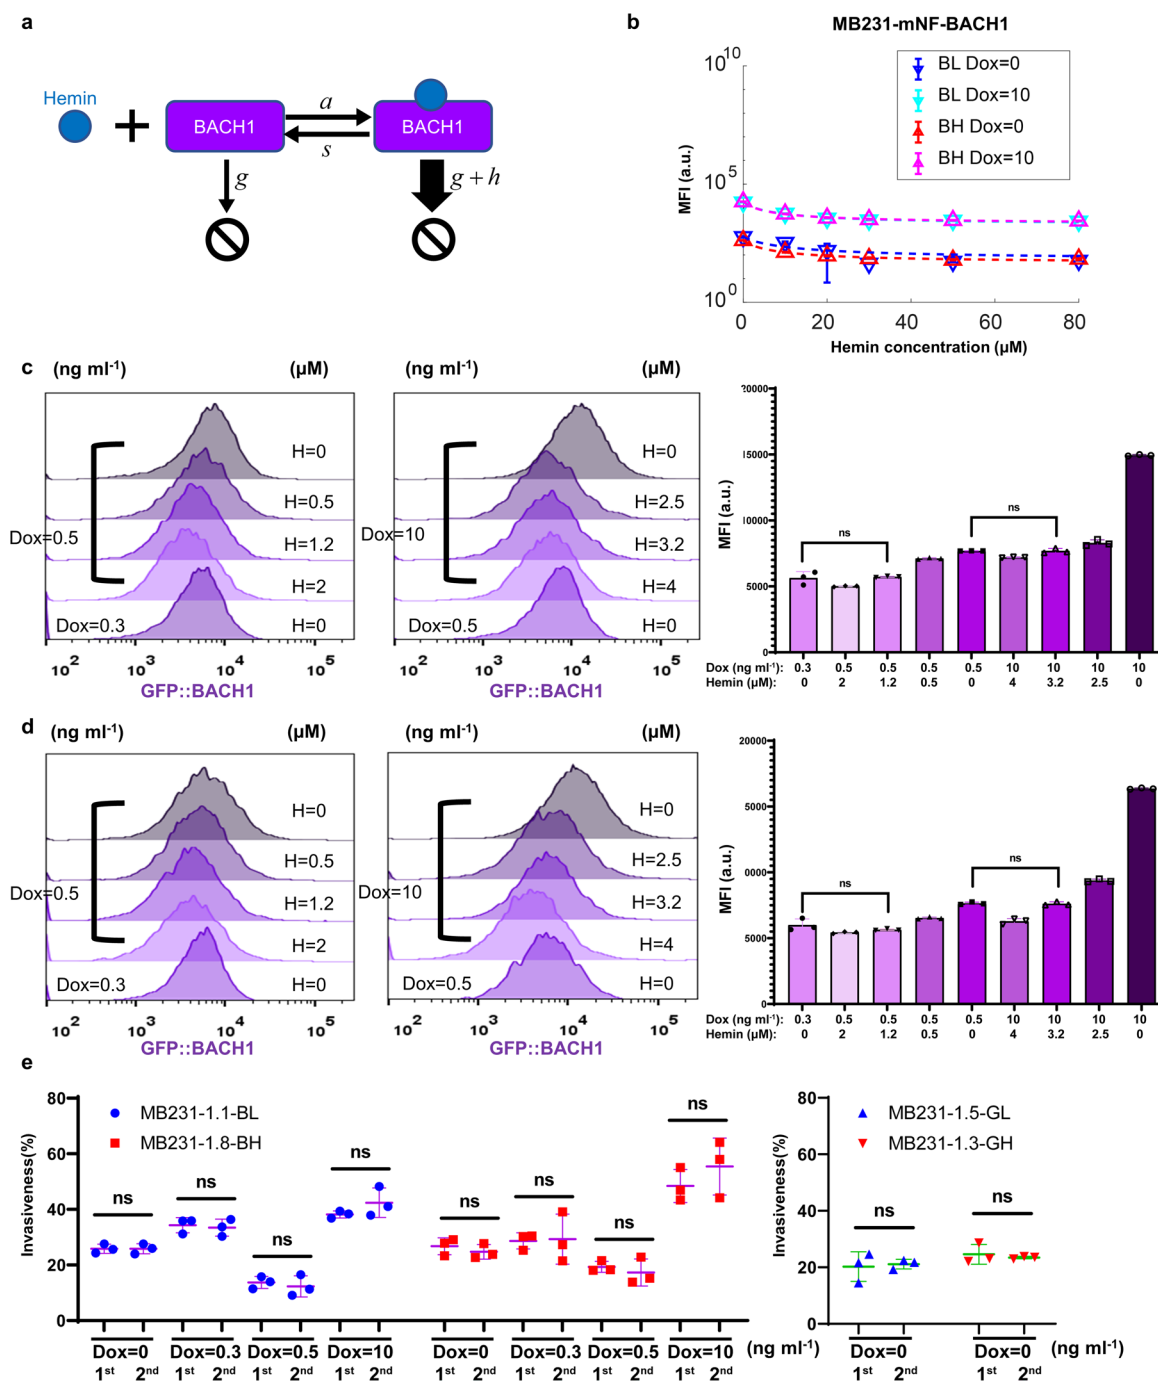 a
Hemin
BACH1
a
s
BACH1
g
g + h
b
MB231-mNF-BACH1
10^10
10^5
10^0
MFI (a.u.)
BL Dox=0
BL Dox=10
BH Dox=0
BH Dox=10
0 20 40 60 80
Hemin concentration (µM)
c
(ng ml-1) (µM)
H=0
H=0.5
H=1.2
H=2
H=0
Dox=0.5
Dox=0.3
10^2 10^3 10^4 10^5
GFP::BACH1
(ng ml-1) (µM)
H=0
H=2.5
H=3.2
H=4
H=0
Dox=10
Dox=0.5
10^2 10^3 10^4 10^5
GFP::BACH1
20000
15000
10000
5000
0
MFI (a.u.)
ns
ns
Dox (ng ml-1): 0.3 0.5 0.5 0.5 0.5 10 10 10 10
Hemin (µM): 0 2 1.2 0.5 0 4 3.2 2.5 0
d
(ng ml-1) (µM)
H=0
H=0.5
H=1.2
H=2
H=0
Dox=0.5
Dox=0.3
10^2 10^3 10^4 10^5
GFP::BACH1
(ng ml-1) (µM)
H=0
H=2.5
H=3.2
H=4
H=0
Dox=10
Dox=0.5
10^2 10^3 10^4 10^5
GFP::BACH1
20000
5000
0000
5000
0
MFI (a.u.)
ns
ns
Dox (ng ml-1): 0.3 0.5 0.5 0.5 0.5 10 10 10 10
Hemin (µM): 0 2 1.2 0.5 0 4 3.2 2.5 0
e
80
60
40
20
0
Invasiveness(%)
MB231-1.1-BL
MB231-1.8-BH
ns ns ns ns ns ns ns ns
Dox=0 Dox=0.3 Dox=0.5 Dox=10 Dox=0 Dox=0.3 Dox=0.5 Dox=10 (ng ml-1)
1st 2nd 1st 2nd 1st 2nd 1st 2nd 1st 2nd 1st 2nd 1st 2nd 1st 2nd
80
60
40
20
0
Invasiveness(%)
MB231-1.5-GL
MB231-1.3-GH
ns ns
Dox=0 Dox=0 (ng ml-1)
1st 2nd 1st 2nd